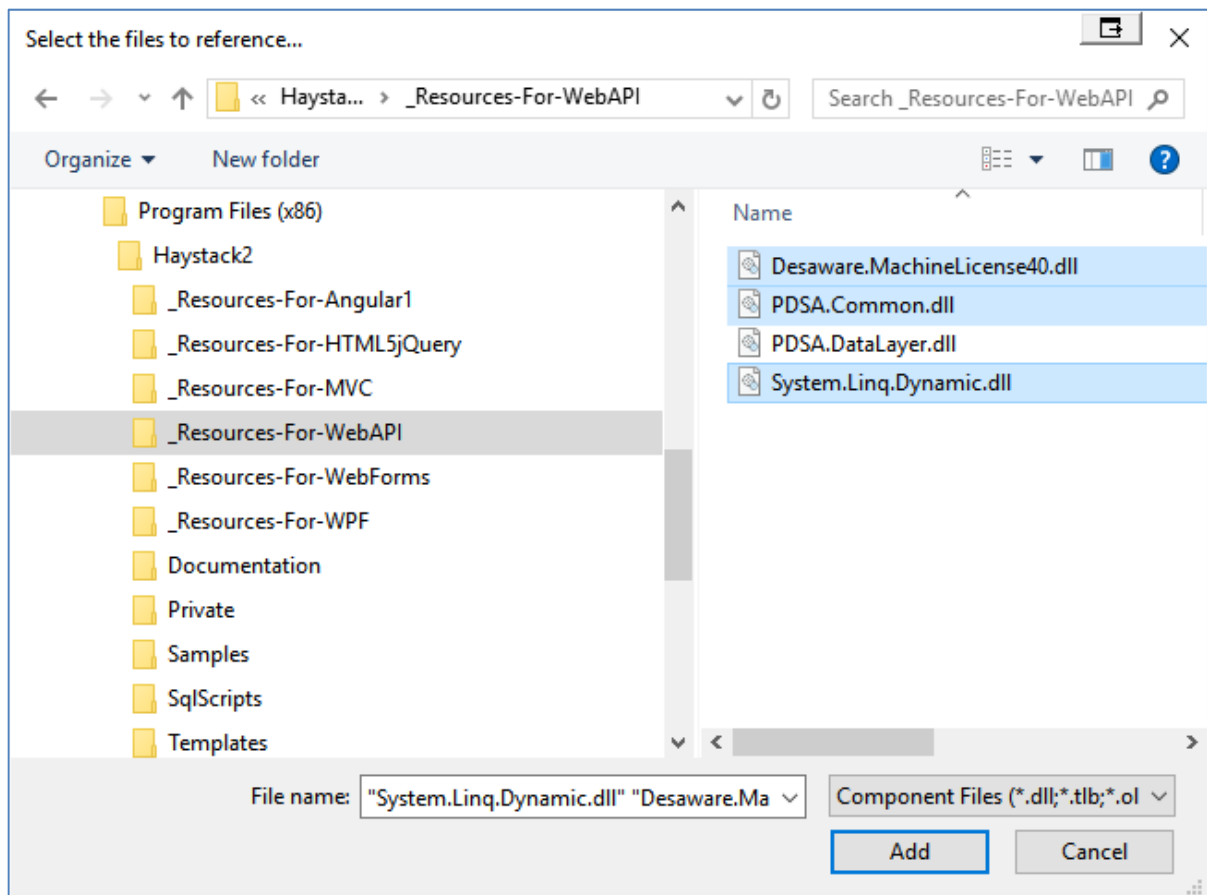 Select the files to reference...
« Haysta... › _Resources-For-WebAPI
Search _Resources-For-WebAPI
Organize
New folder
?
Program Files (x86)
Haystack2
_Resources-For-Angular1
_Resources-For-HTML5jQuery
_Resources-For-MVC
_Resources-For-WebAPI
_Resources-For-WebForms
_Resources-For-WPF
Documentation
Private
Samples
SqlScripts
Templates
Name
Desaware.MachineLicense40.dll
PDSA.Common.dll
PDSA.DataLayer.dll
System.Linq.Dynamic.dll
File name: "System.Linq.Dynamic.dll" "Desaware.Ma
Component Files (*.dll;*.tlb;*.ol
Add
Cancel